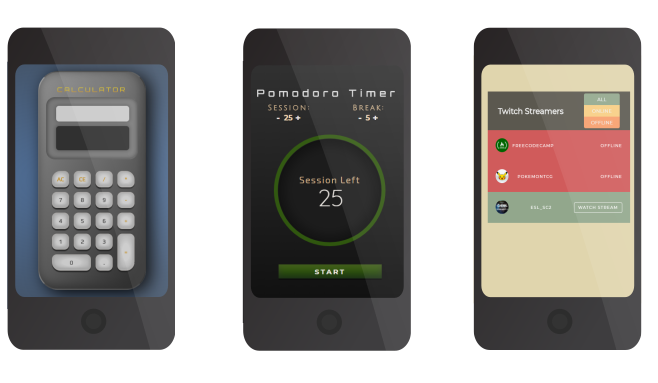 CALCULATOR
AC CE /
7 8 9 -
4 5 6 +
1 2 3
0 .
Pomodoro Timer
SESSION: BREAK:
- 25 + - 5 +
Session Left
25
START
Twitch Streamers
ALL
ONLINE
OFFLINE
FREECODECAMP OFFLINE
POKEMONTCG OFFLINE
ESL_SC2 WATCH STREAM